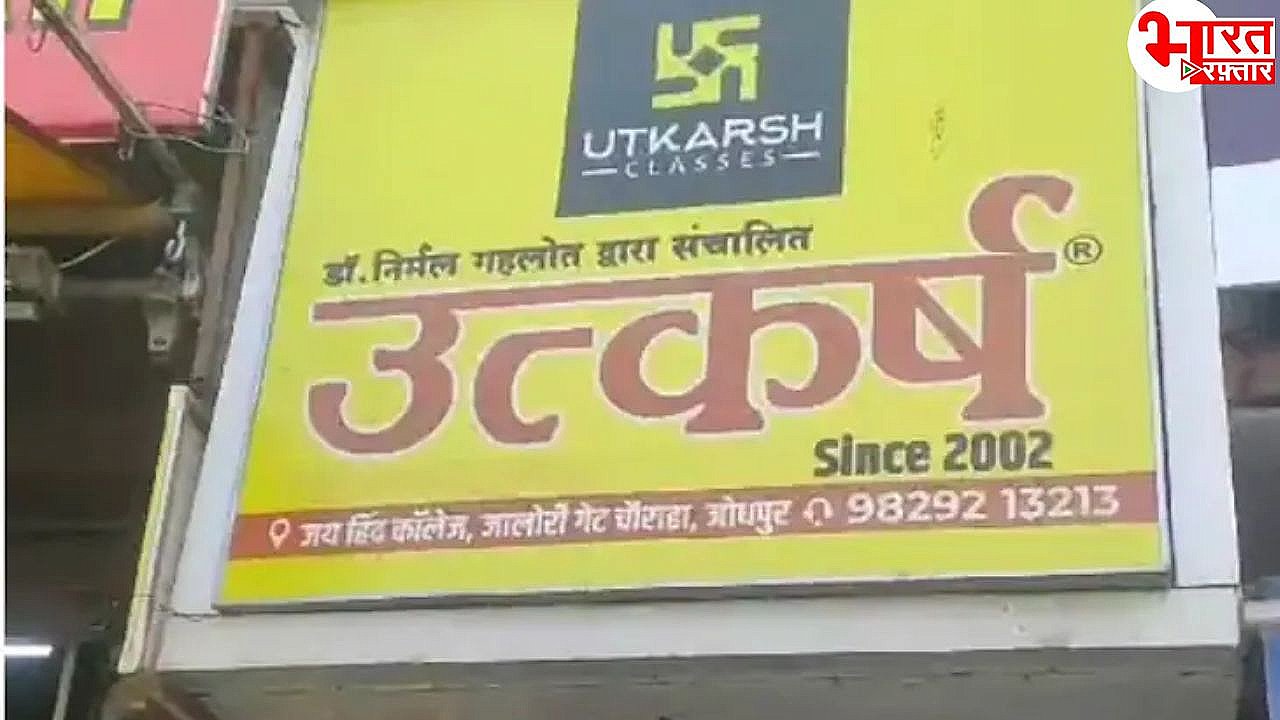 भारत
रफ़्तार
UTKARSH
CLASSES
डॉ. निर्मल गहलोत द्वारा संचालित
उत्कर्ष ®
Since 2002
जय हिंद कॉलेज, जालोरी गेट चौराहा, जोधपुर 98292 13213